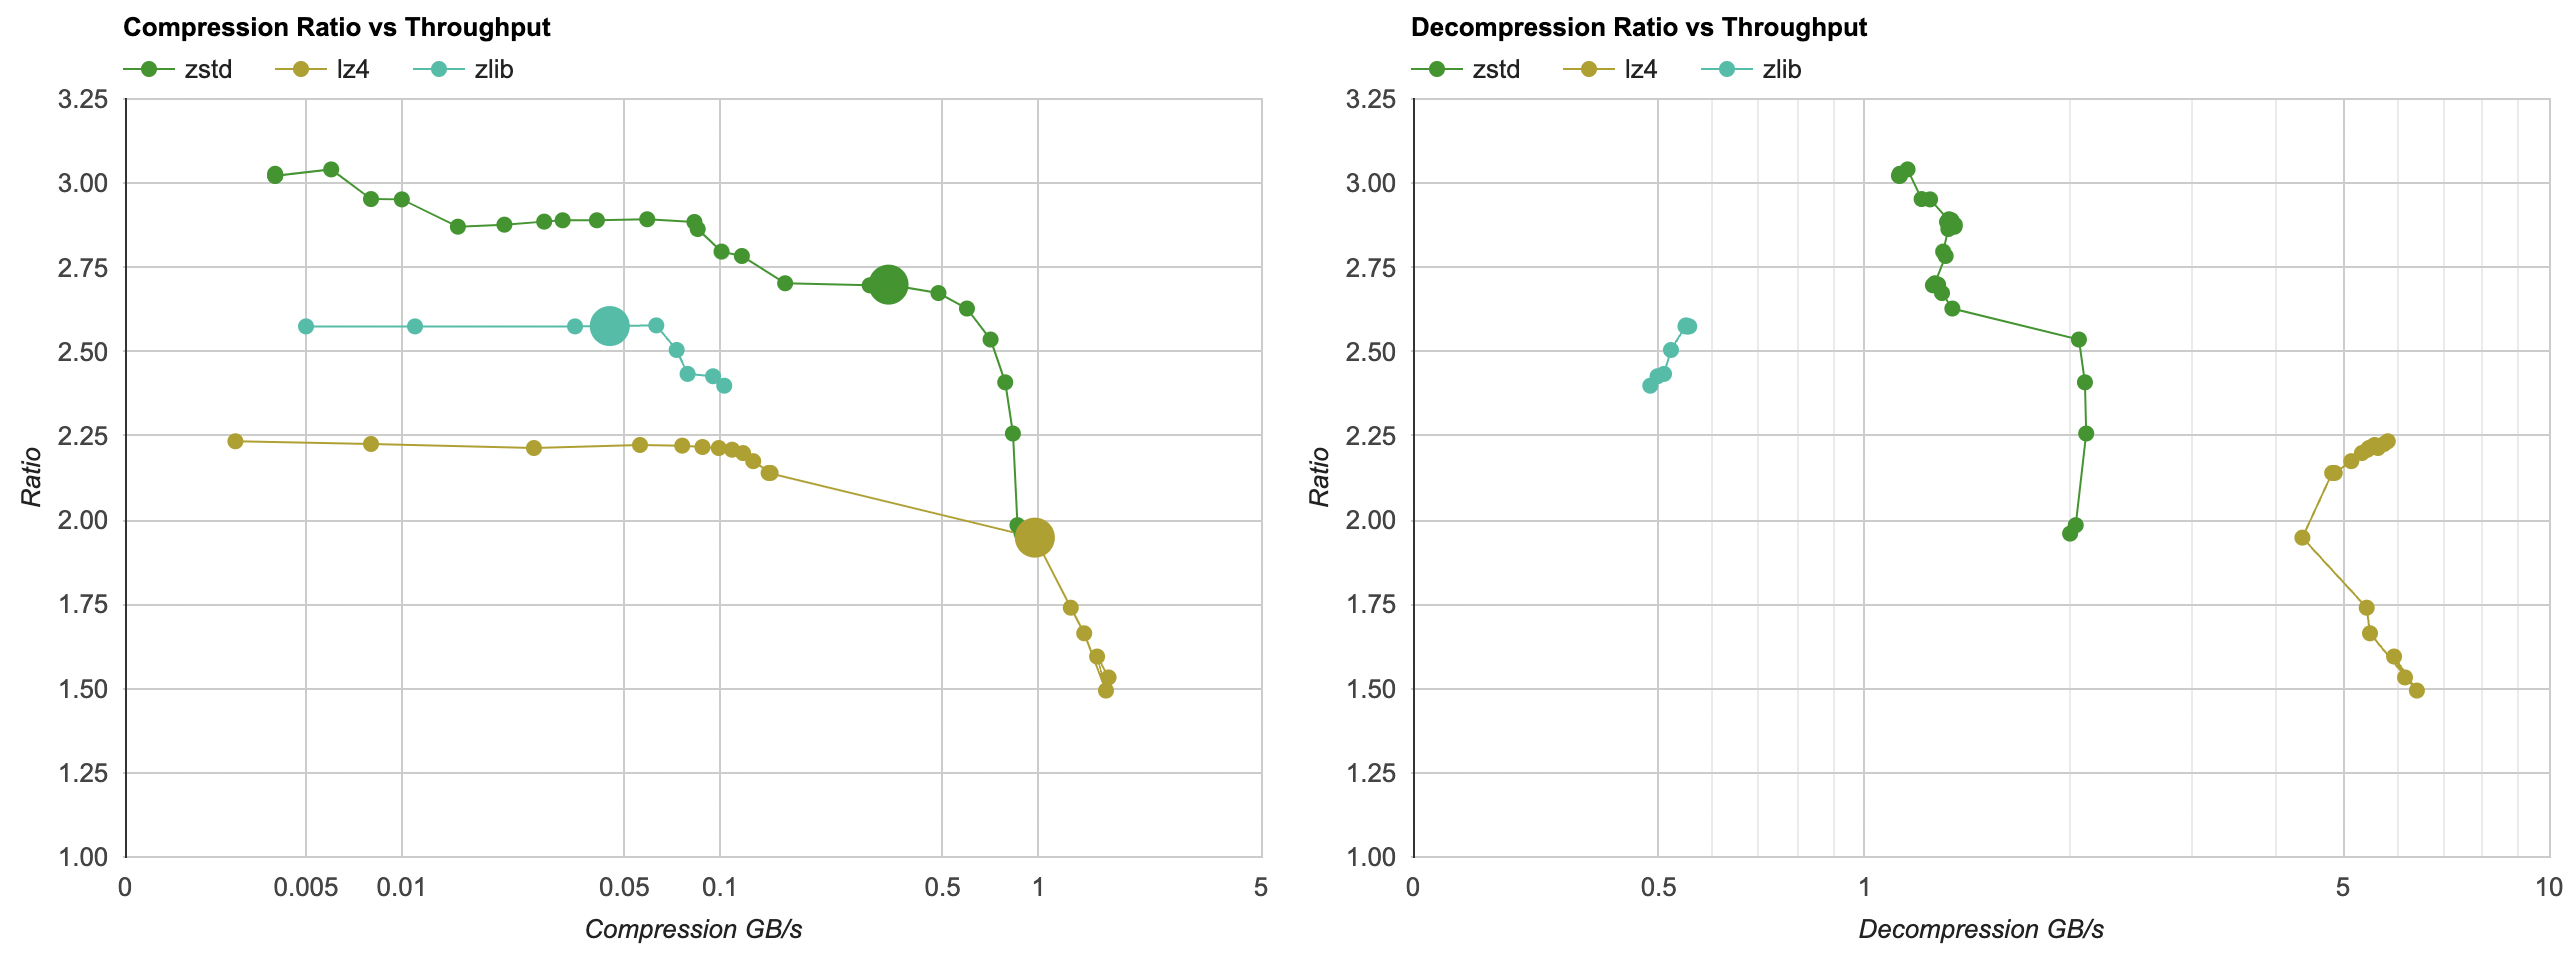 Compression Ratio vs Throughput
zstd lz4 zlib
3.25
3.00
2.75
2.50
2.25
2.00
1.75
1.50
1.25
1.00
Ratio
0 0.005 0.01 0.05 0.1 0.5 1 5
Compression GB/s
Decompression Ratio vs Throughput
zstd lz4 zlib
3.25
3.00
2.75
2.50
2.25
2.00
1.75
1.50
1.25
1.00
Ratio
0 0.5 1 5 10
Decompression GB/s